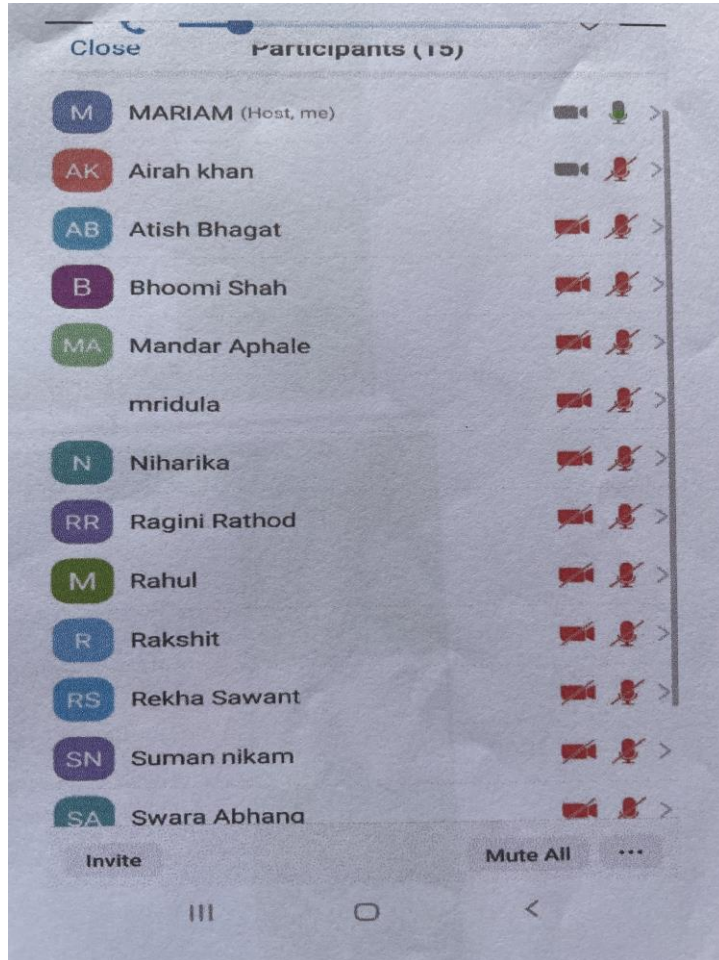 Close Participants (15)
M MARIAM (Host, me)
AK Airah khan
AB Atish Bhagat
B Bhoomi Shah
MA Mandar Aphale
mridula
N Niharika
RR Ragini Rathod
M Rahul
R Rakshit
RS Rekha Sawant
SN Suman nikam
SA Swara Abhang
Invite Mute All ...